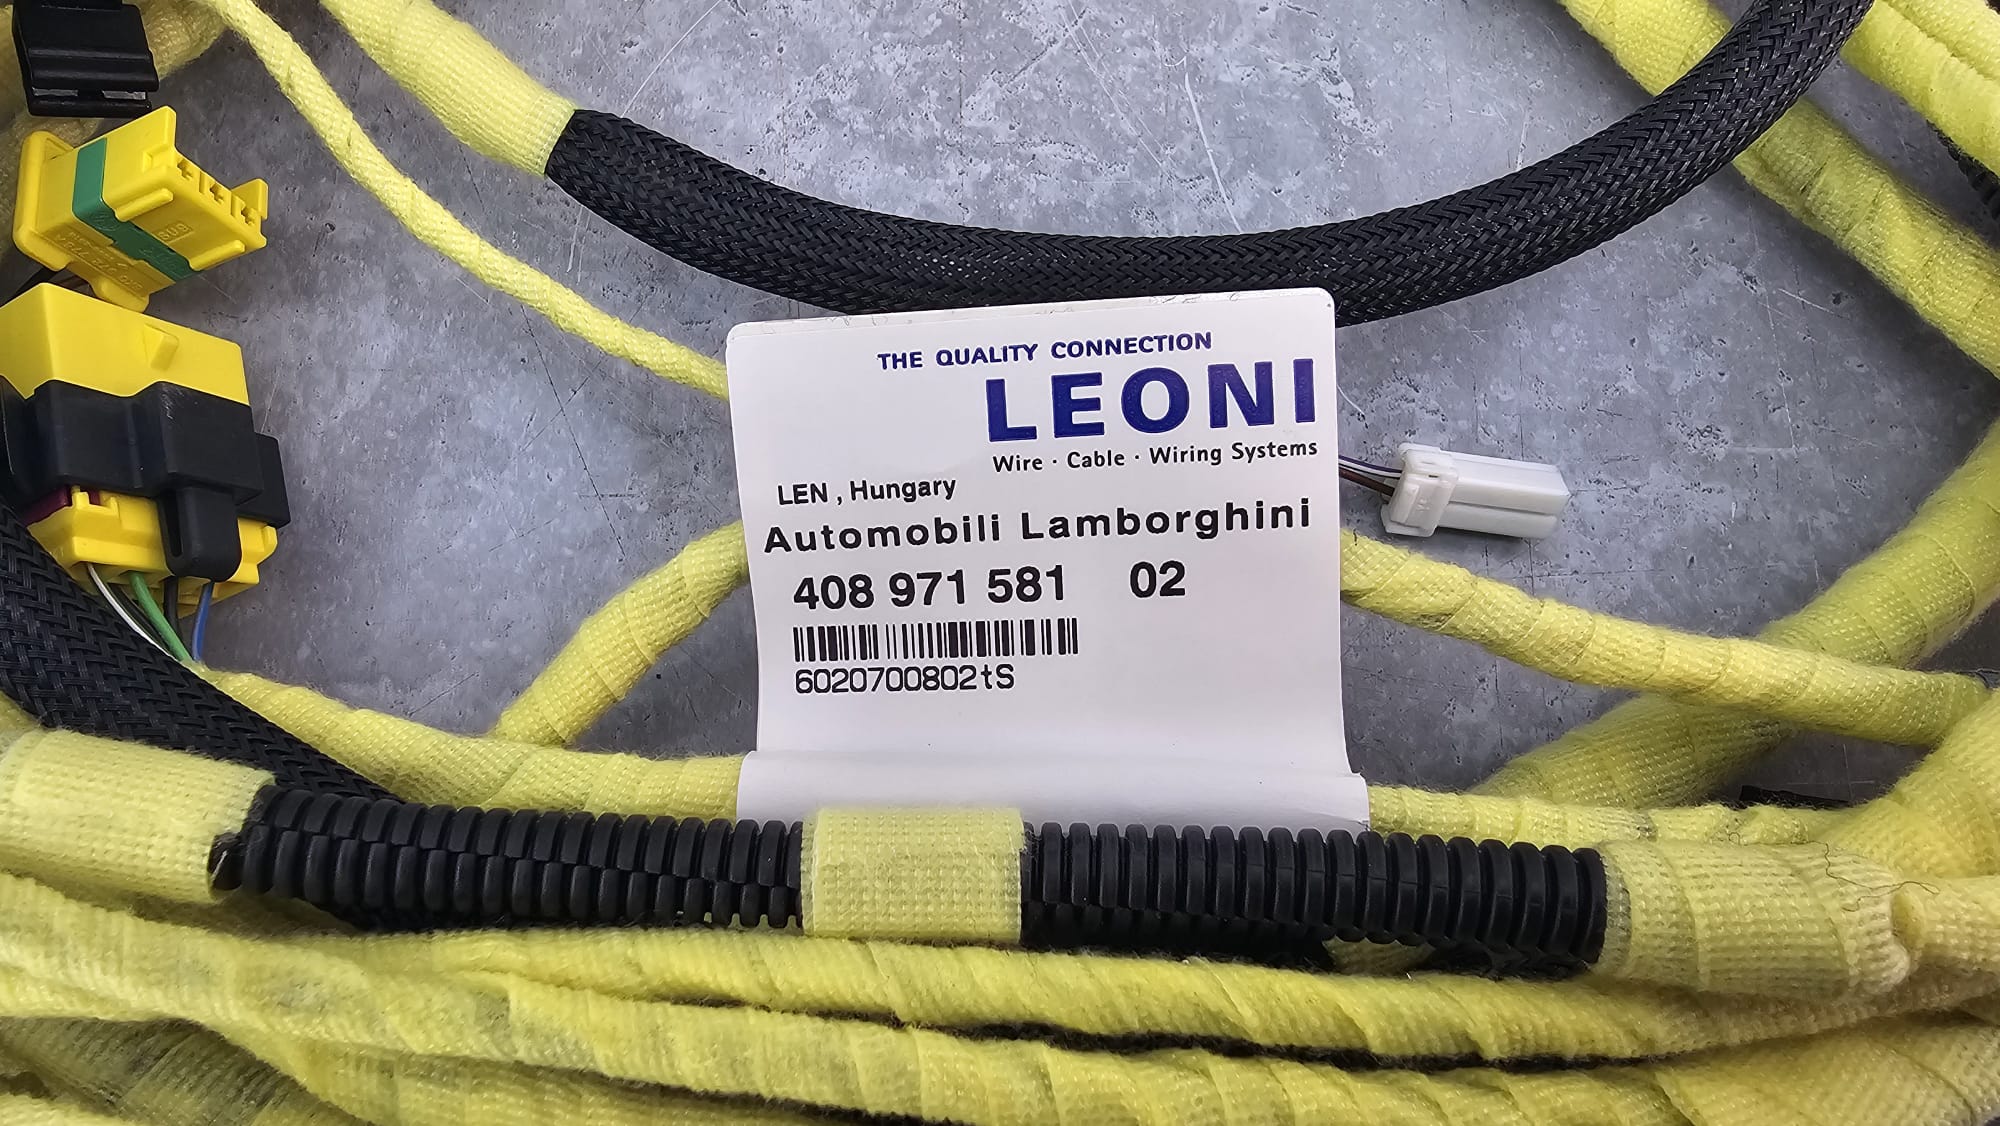 THE QUALITY CONNECTION
LEONI
Wire · Cable · Wiring Systems
LEN , Hungary
Automobili Lamborghini
408 971 581 02
6020700802tS